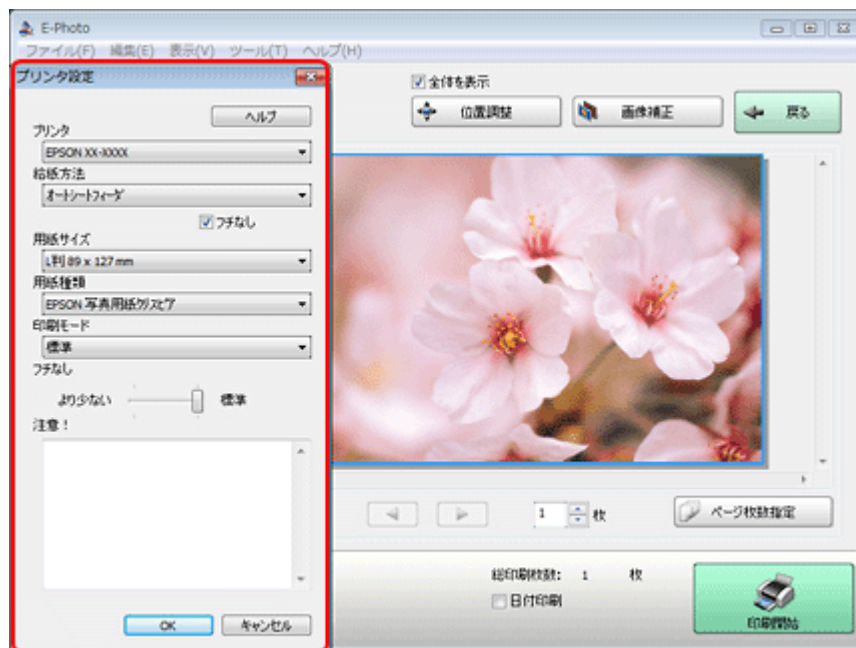 E-Photo
ファイル(F) 編集(E) 表示(V) ツール(T) ヘルプ(H)
プリンタ設定
ヘルプ
プリンタ
EPSON XX-XXXX
給紙方法
オートシートフィーダ
フチなし
用紙サイズ
L判 89 x 127 mm
用紙種類
EPSON 写真用紙クリスピア
印刷モード
標準
フチなし
より少ない 標準
注意！
OK キャンセル
全体を表示
位置調整 画像補正 戻る
1 枚 ページ枚数指定
総印刷枚数: 1 枚
日付印刷
印刷開始